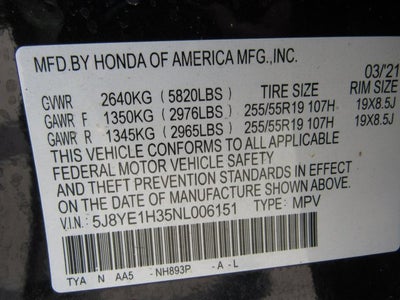 MFD.BY HONDA OF AMERICA MFG.,INC.
03/'21
TIRE SIZE RIM SIZE
GVWR 2640KG (5820LBS)
GAWR F 1350KG (2976LBS) 255/55R19 107H 19X8.5J
GAWR R 1345KG (2965LBS) 255/55R19 107H 19X8.5J
THIS VEHICLE CONFORMS TO ALL APPLICABLE
FEDERAL MOTOR VEHICLE SAFETY
AND THEFT PREVENTION STANDARDS IN EFFECT
ON THE DATE OF MANUFACTURE SHOWN ABOVE.
V.I.N.: 5J8YE1H35NL006151 TYPE: MPV
TYA N AA5 -NH893P -A-L